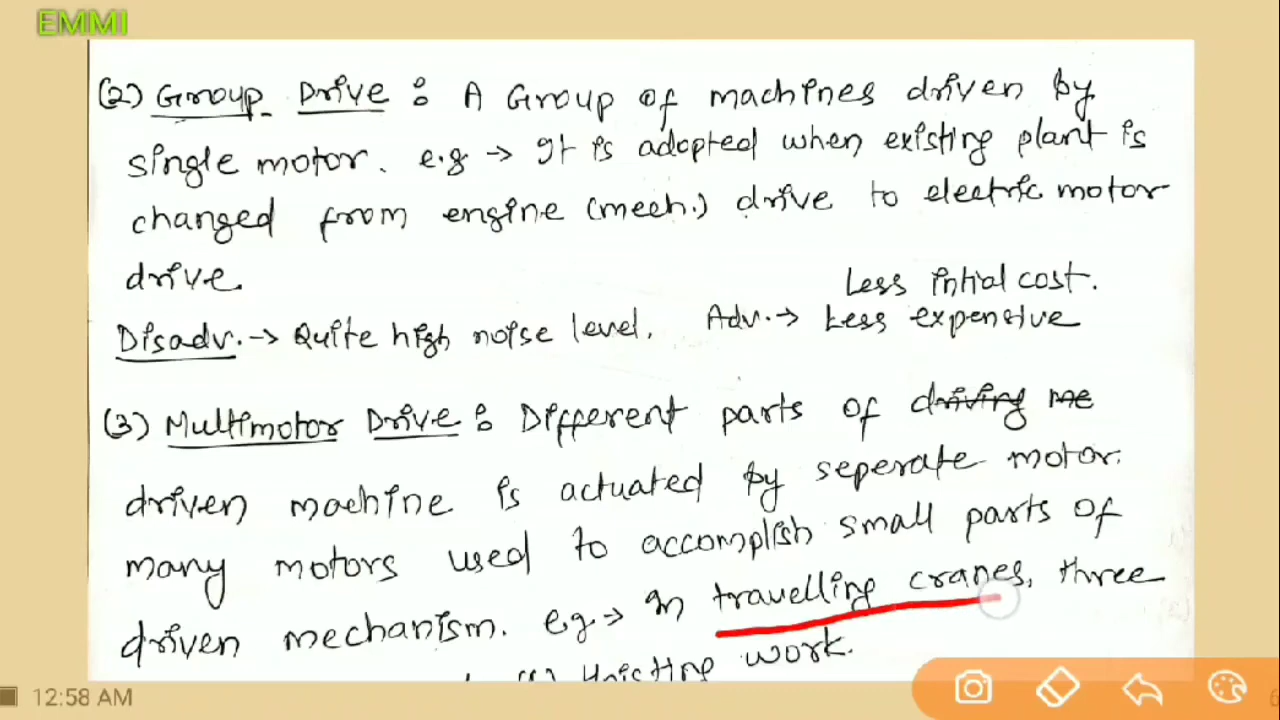 EMMI
(2) Group Drive : A Group of machines driven by
single motor. e.g → It is adopted when existing plant is
changed from engine (mech.) drive to electric motor
drive.
Less intial cost.
Disadv. → Quite high noise level. Adv. → Less expensive
(3) Multimotor Drive : Different parts of driving me
driven machine is actuated by seperate motor.
many motors used to accomplish small parts of
driven mechanism. eg → In travelling cranes, three
work.
12:58 AM